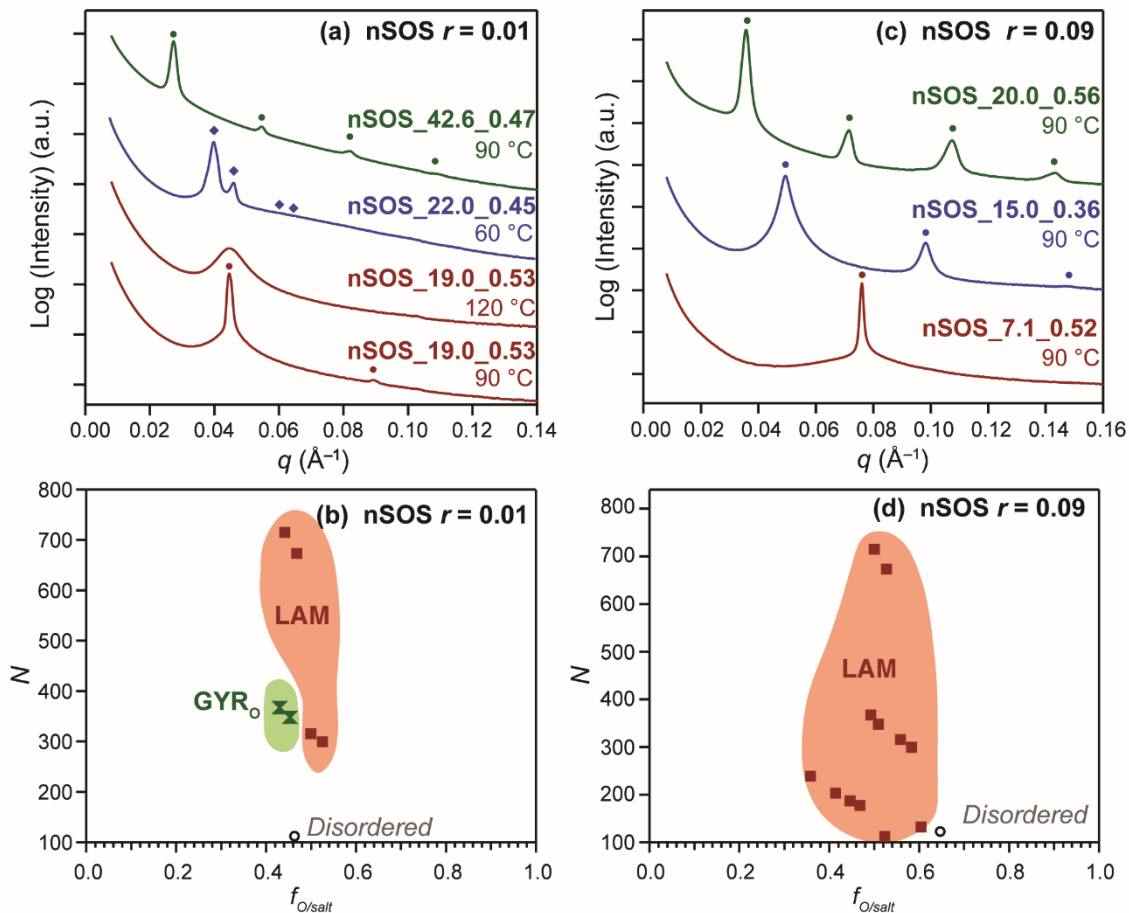 (a) nSOS r = 0.01
nSOS_42.6_0.47
90 °C
nSOS_22.0_0.45
60 °C
nSOS_19.0_0.53
120 °C
nSOS_19.0_0.53
90 °C
Log (Intensity) (a.u.)
0.00 0.02 0.04 0.06 0.08 0.10 0.12 0.14
q (Å⁻¹)
(c) nSOS r = 0.09
nSOS_20.0_0.56
90 °C
nSOS_15.0_0.36
90 °C
nSOS_7.1_0.52
90 °C
Log (Intensity) (a.u.)
0.00 0.02 0.04 0.06 0.08 0.10 0.12 0.14 0.16
q (Å⁻¹)
(b) nSOS r = 0.01
800
700
600
500
400
300
200
100
N
LAM
GYR_O
Disordered
0.0 0.2 0.4 0.6 0.8 1.0
f_O/salt
(d) nSOS r = 0.09
800
700
600
500
400
300
200
100
N
LAM
Disordered
0.0 0.2 0.4 0.6 0.8 1.0
f_O/salt